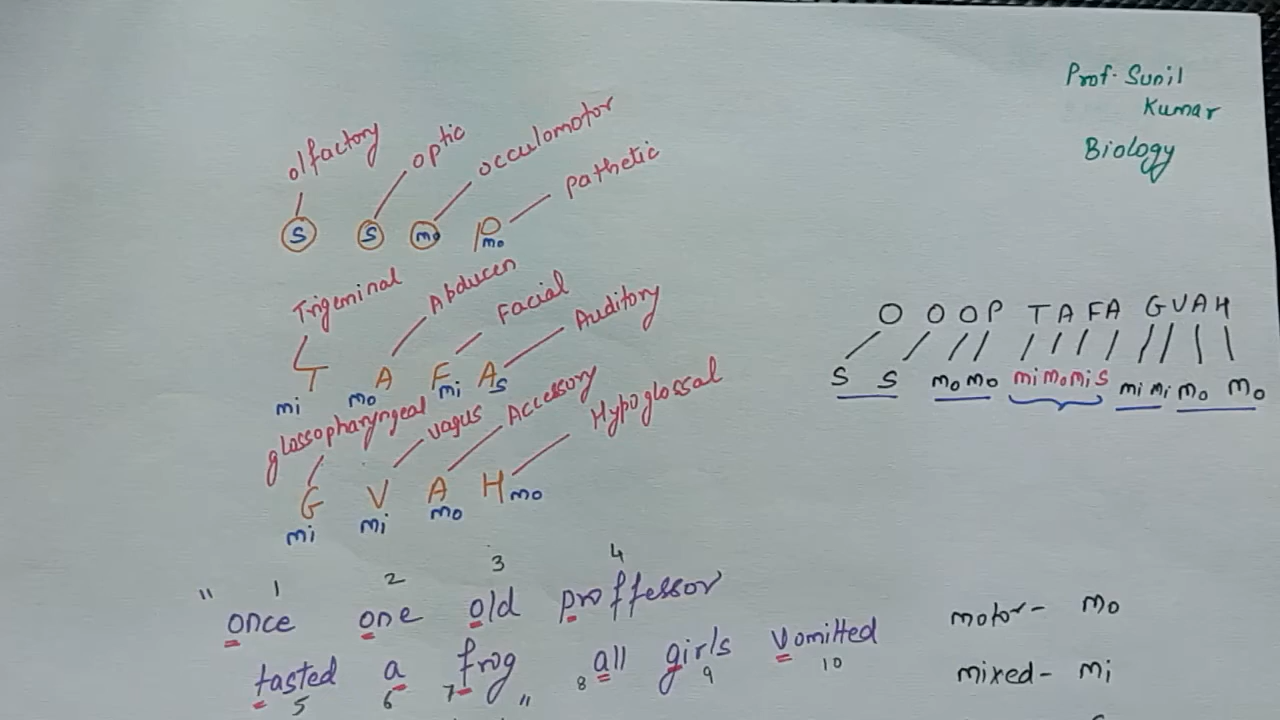 Prof. Sunil
Kumar
Biology
olfactory optic occulomotor pathetic
S S mo P mo
Trigeminal Abducen Facial Auditory
T A F A
mi mo mi S
glossopharyngeal vagus Accessory Hypoglossal
G V A H
mi mi mo mo
O O O P T A F A G V A H
S S mo mo mi mo mi S mi mi mo mo
1 2 3 4
" once one old proffessor
tasted a frog " all girls vomitted
5 6 7 8 9 10
motor - mo
mixed - mi